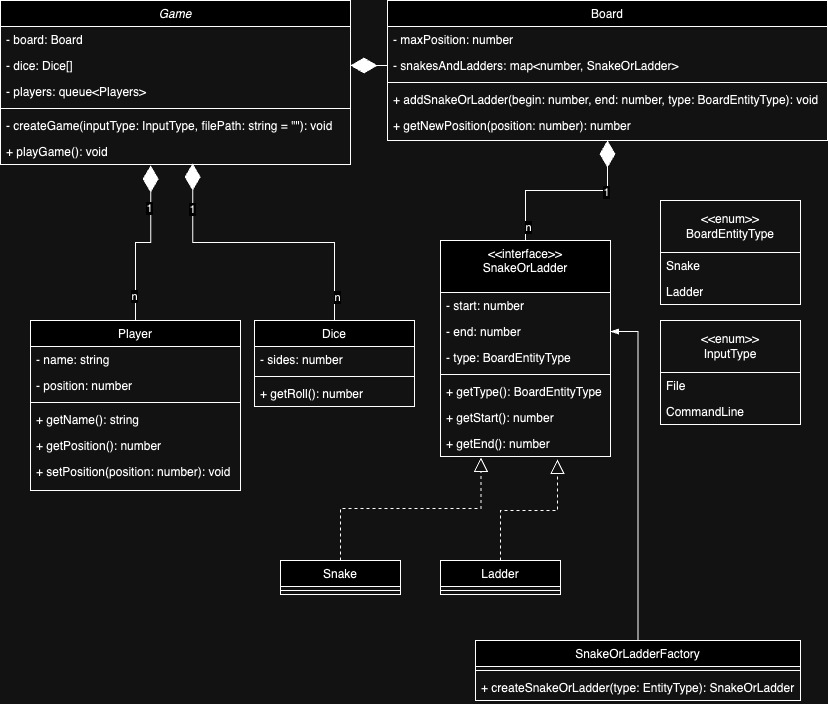 Game
- board: Board
- dice: Dice[]
- players: queue<Players>
- createGame(inputType: InputType, filePath: string = ""): void
+ playGame(): void
Board
- maxPosition: number
- snakesAndLadders: map<number, SnakeOrLadder>
+ addSnakeOrLadder(begin: number, end: number, type: BoardEntityType): void
+ getNewPosition(position: number): number
1
1
1
n
n
n
Player
- name: string
- position: number
+ getName(): string
+ getPosition(): number
+ setPosition(position: number): void
Dice
- sides: number
+ getRoll(): number
<<interface>>
SnakeOrLadder
- start: number
- end: number
- type: BoardEntityType
+ getType(): BoardEntityType
+ getStart(): number
+ getEnd(): number
<<enum>>
BoardEntityType
Snake
Ladder
<<enum>>
InputType
File
CommandLine
Snake
Ladder
SnakeOrLadderFactory
+ createSnakeOrLadder(type: EntityType): SnakeOrLadder